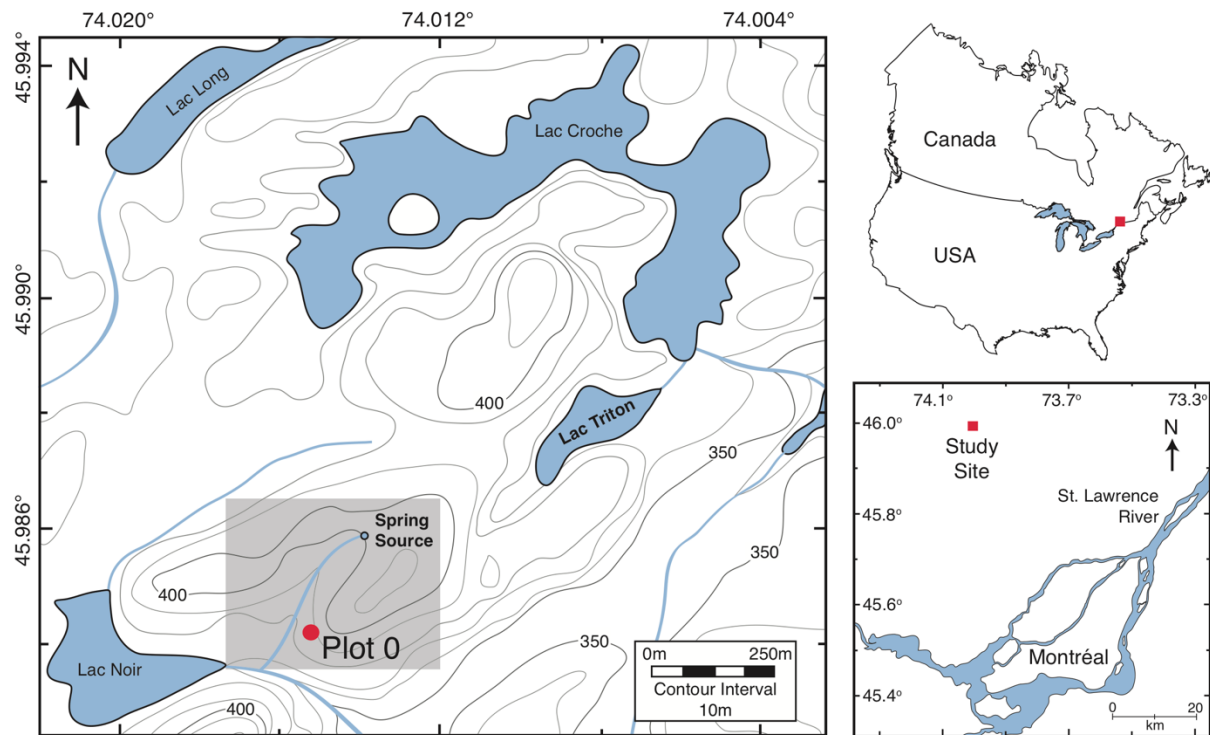 74.020°
74.012°
74.004°
45.994°
45.990°
45.986°
N
Lac Long
Lac Croche
400
Lac Triton
350
350
Spring
Source
400
Plot 0
350
Lac Noir
400
0m
250m
Contour Interval
10m
Canada
USA
74.1°
73.7°
73.3°
46.0°
45.8°
45.6°
45.4°
N
Study
Site
St. Lawrence
River
Montréal
0
20
km